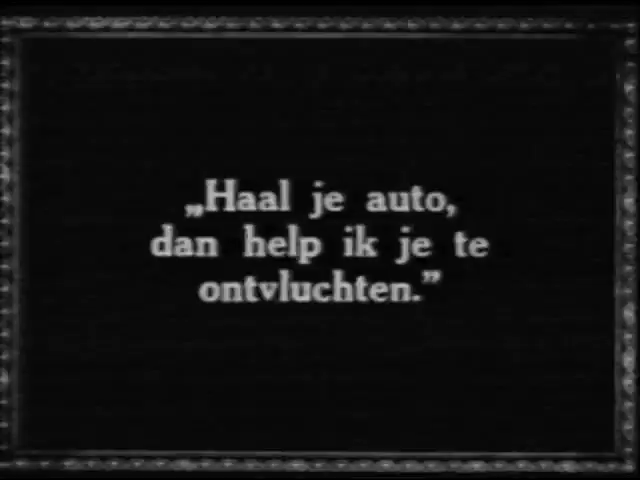 „Haal je auto,
dan help ik je te
ontvluchten.”